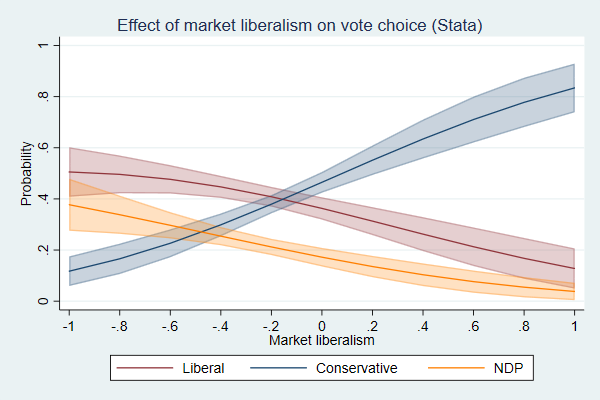 Effect of market liberalism on vote choice (Stata)
Probability
1
.8
.6
.4
.2
0
-1 -.8 -.6 -.4 -.2 0 .2 .4 .6 .8 1
Market liberalism
Liberal Conservative NDP